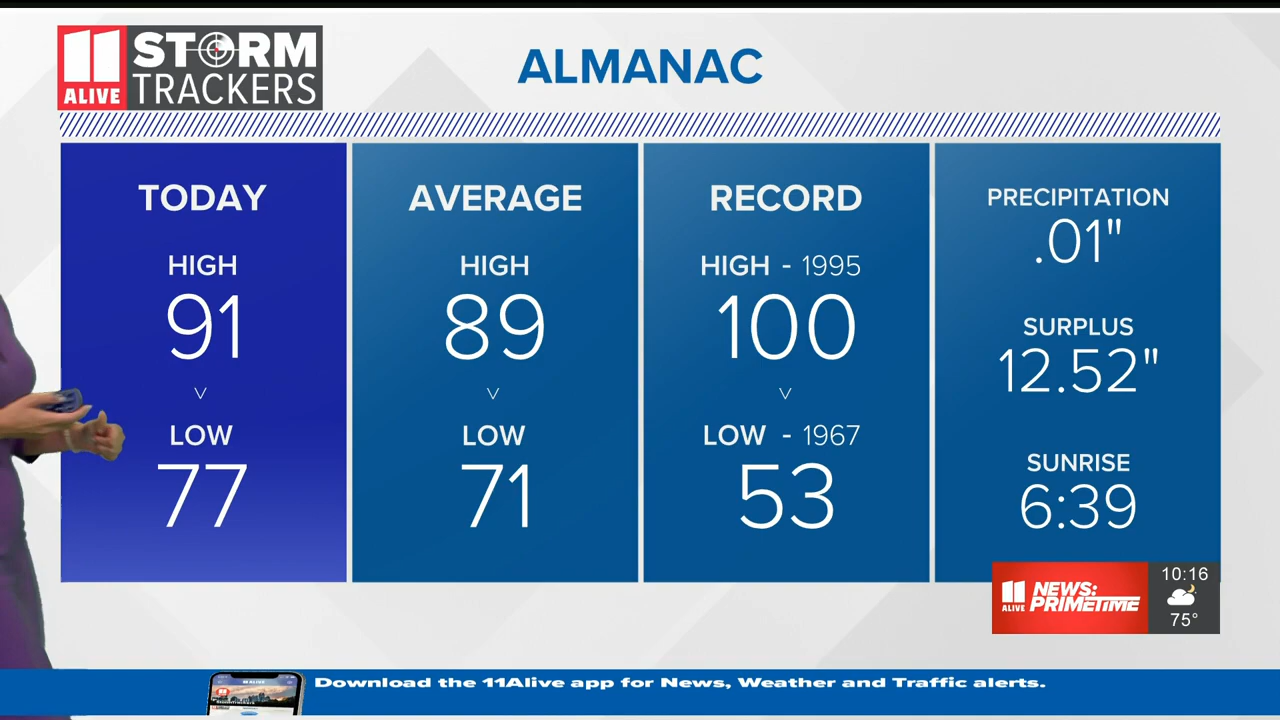 11 ALIVE
STORM
TRACKERS
ALMANAC
TODAY
HIGH
91
LOW
77
AVERAGE
HIGH
89
LOW
71
RECORD
HIGH - 1995
100
LOW - 1967
53
PRECIPITATION
.01"
SURPLUS
12.52"
SUNRISE
6:39
11 ALIVE
NEWS:
PRIMETIME
10:16
75°
Download the 11Alive app for News, Weather and Traffic alerts.